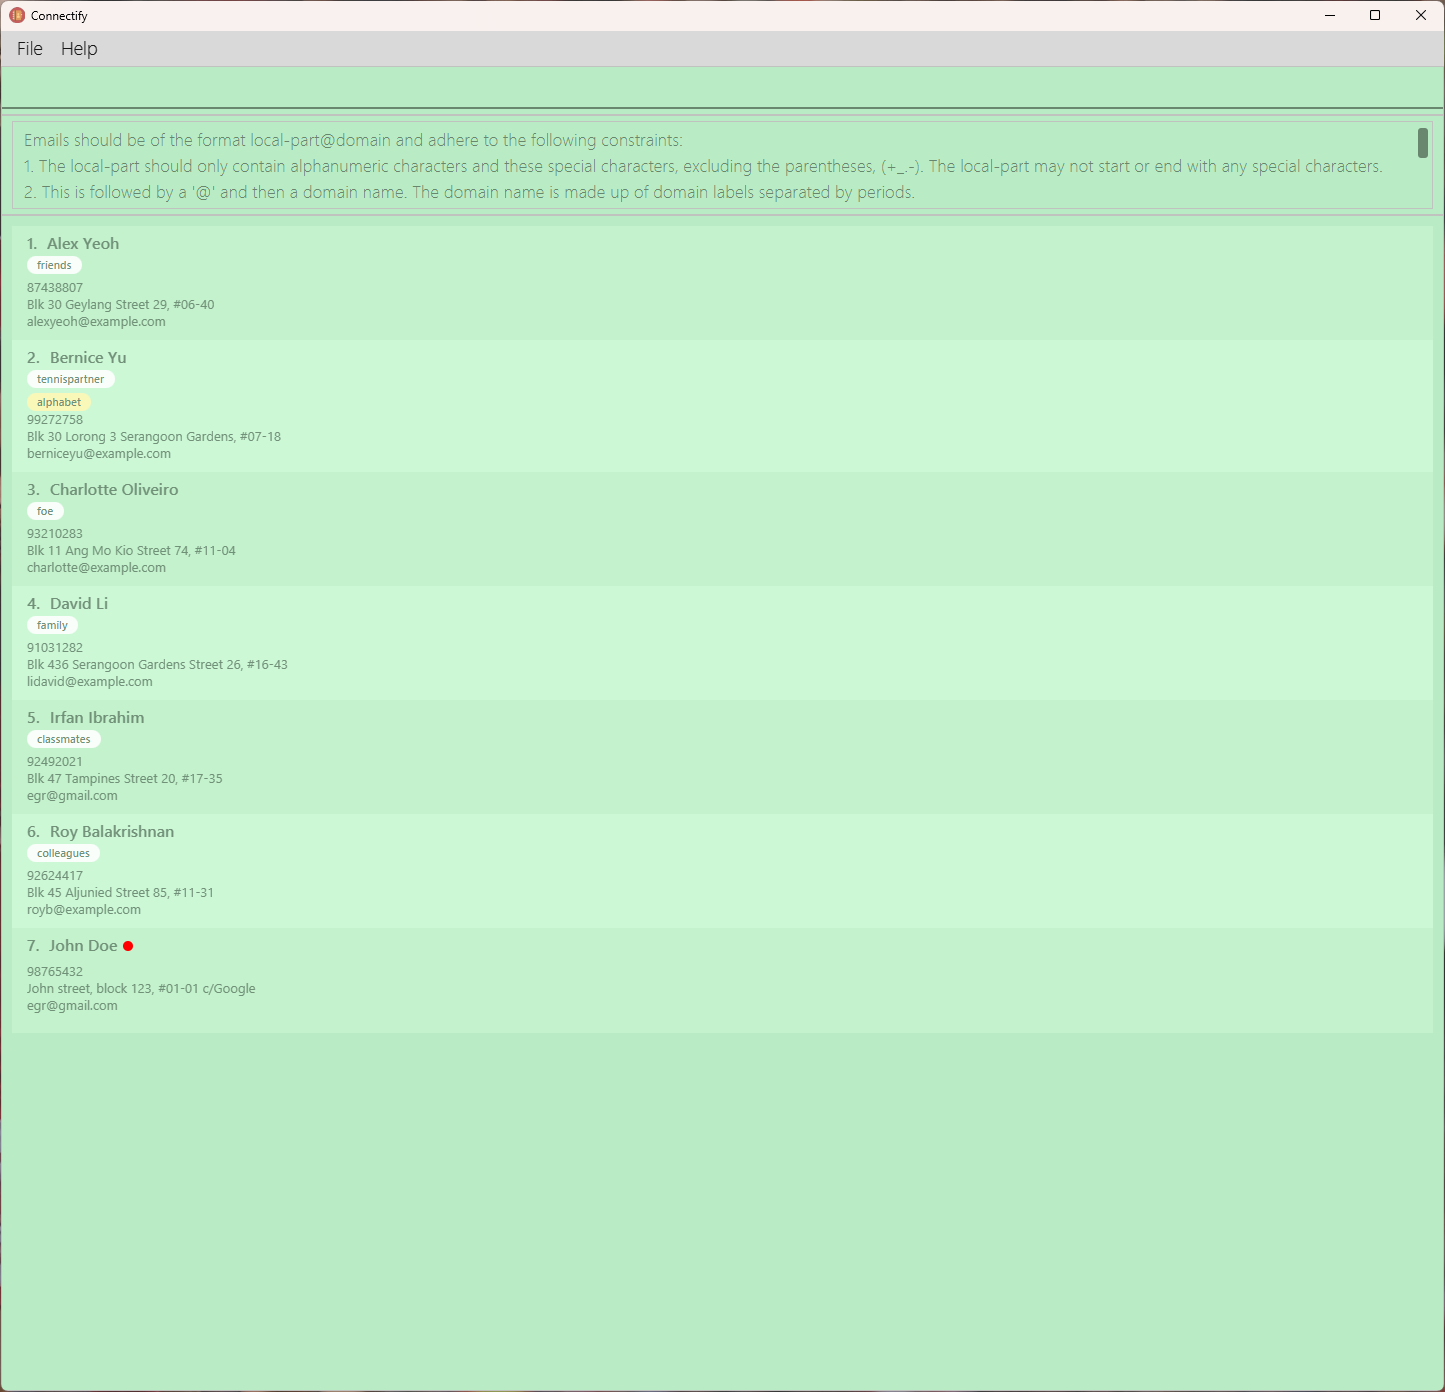 Connectify
File Help
Emails should be of the format local-part@domain and adhere to the following constraints:
1. The local-part should only contain alphanumeric characters and these special characters, excluding the parentheses, (+_.-). The local-part may not start or end with any special characters.
2. This is followed by a '@' and then a domain name. The domain name is made up of domain labels separated by periods.
1. Alex Yeoh
friends
87438807
Blk 30 Geylang Street 29, #06-40
alexyeoh@example.com
2. Bernice Yu
tennispartner
alphabet
99272758
Blk 30 Lorong 3 Serangoon Gardens, #07-18
berniceyu@example.com
3. Charlotte Oliveiro
foe
93210283
Blk 11 Ang Mo Kio Street 74, #11-04
charlotte@example.com
4. David Li
family
91031282
Blk 436 Serangoon Gardens Street 26, #16-43
lidavid@example.com
5. Irfan Ibrahim
classmates
92492021
Blk 47 Tampines Street 20, #17-35
egr@gmail.com
6. Roy Balakrishnan
colleagues
92624417
Blk 45 Aljunied Street 85, #11-31
royb@example.com
7. John Doe
98765432
John street, block 123, #01-01 c/Google
egr@gmail.com